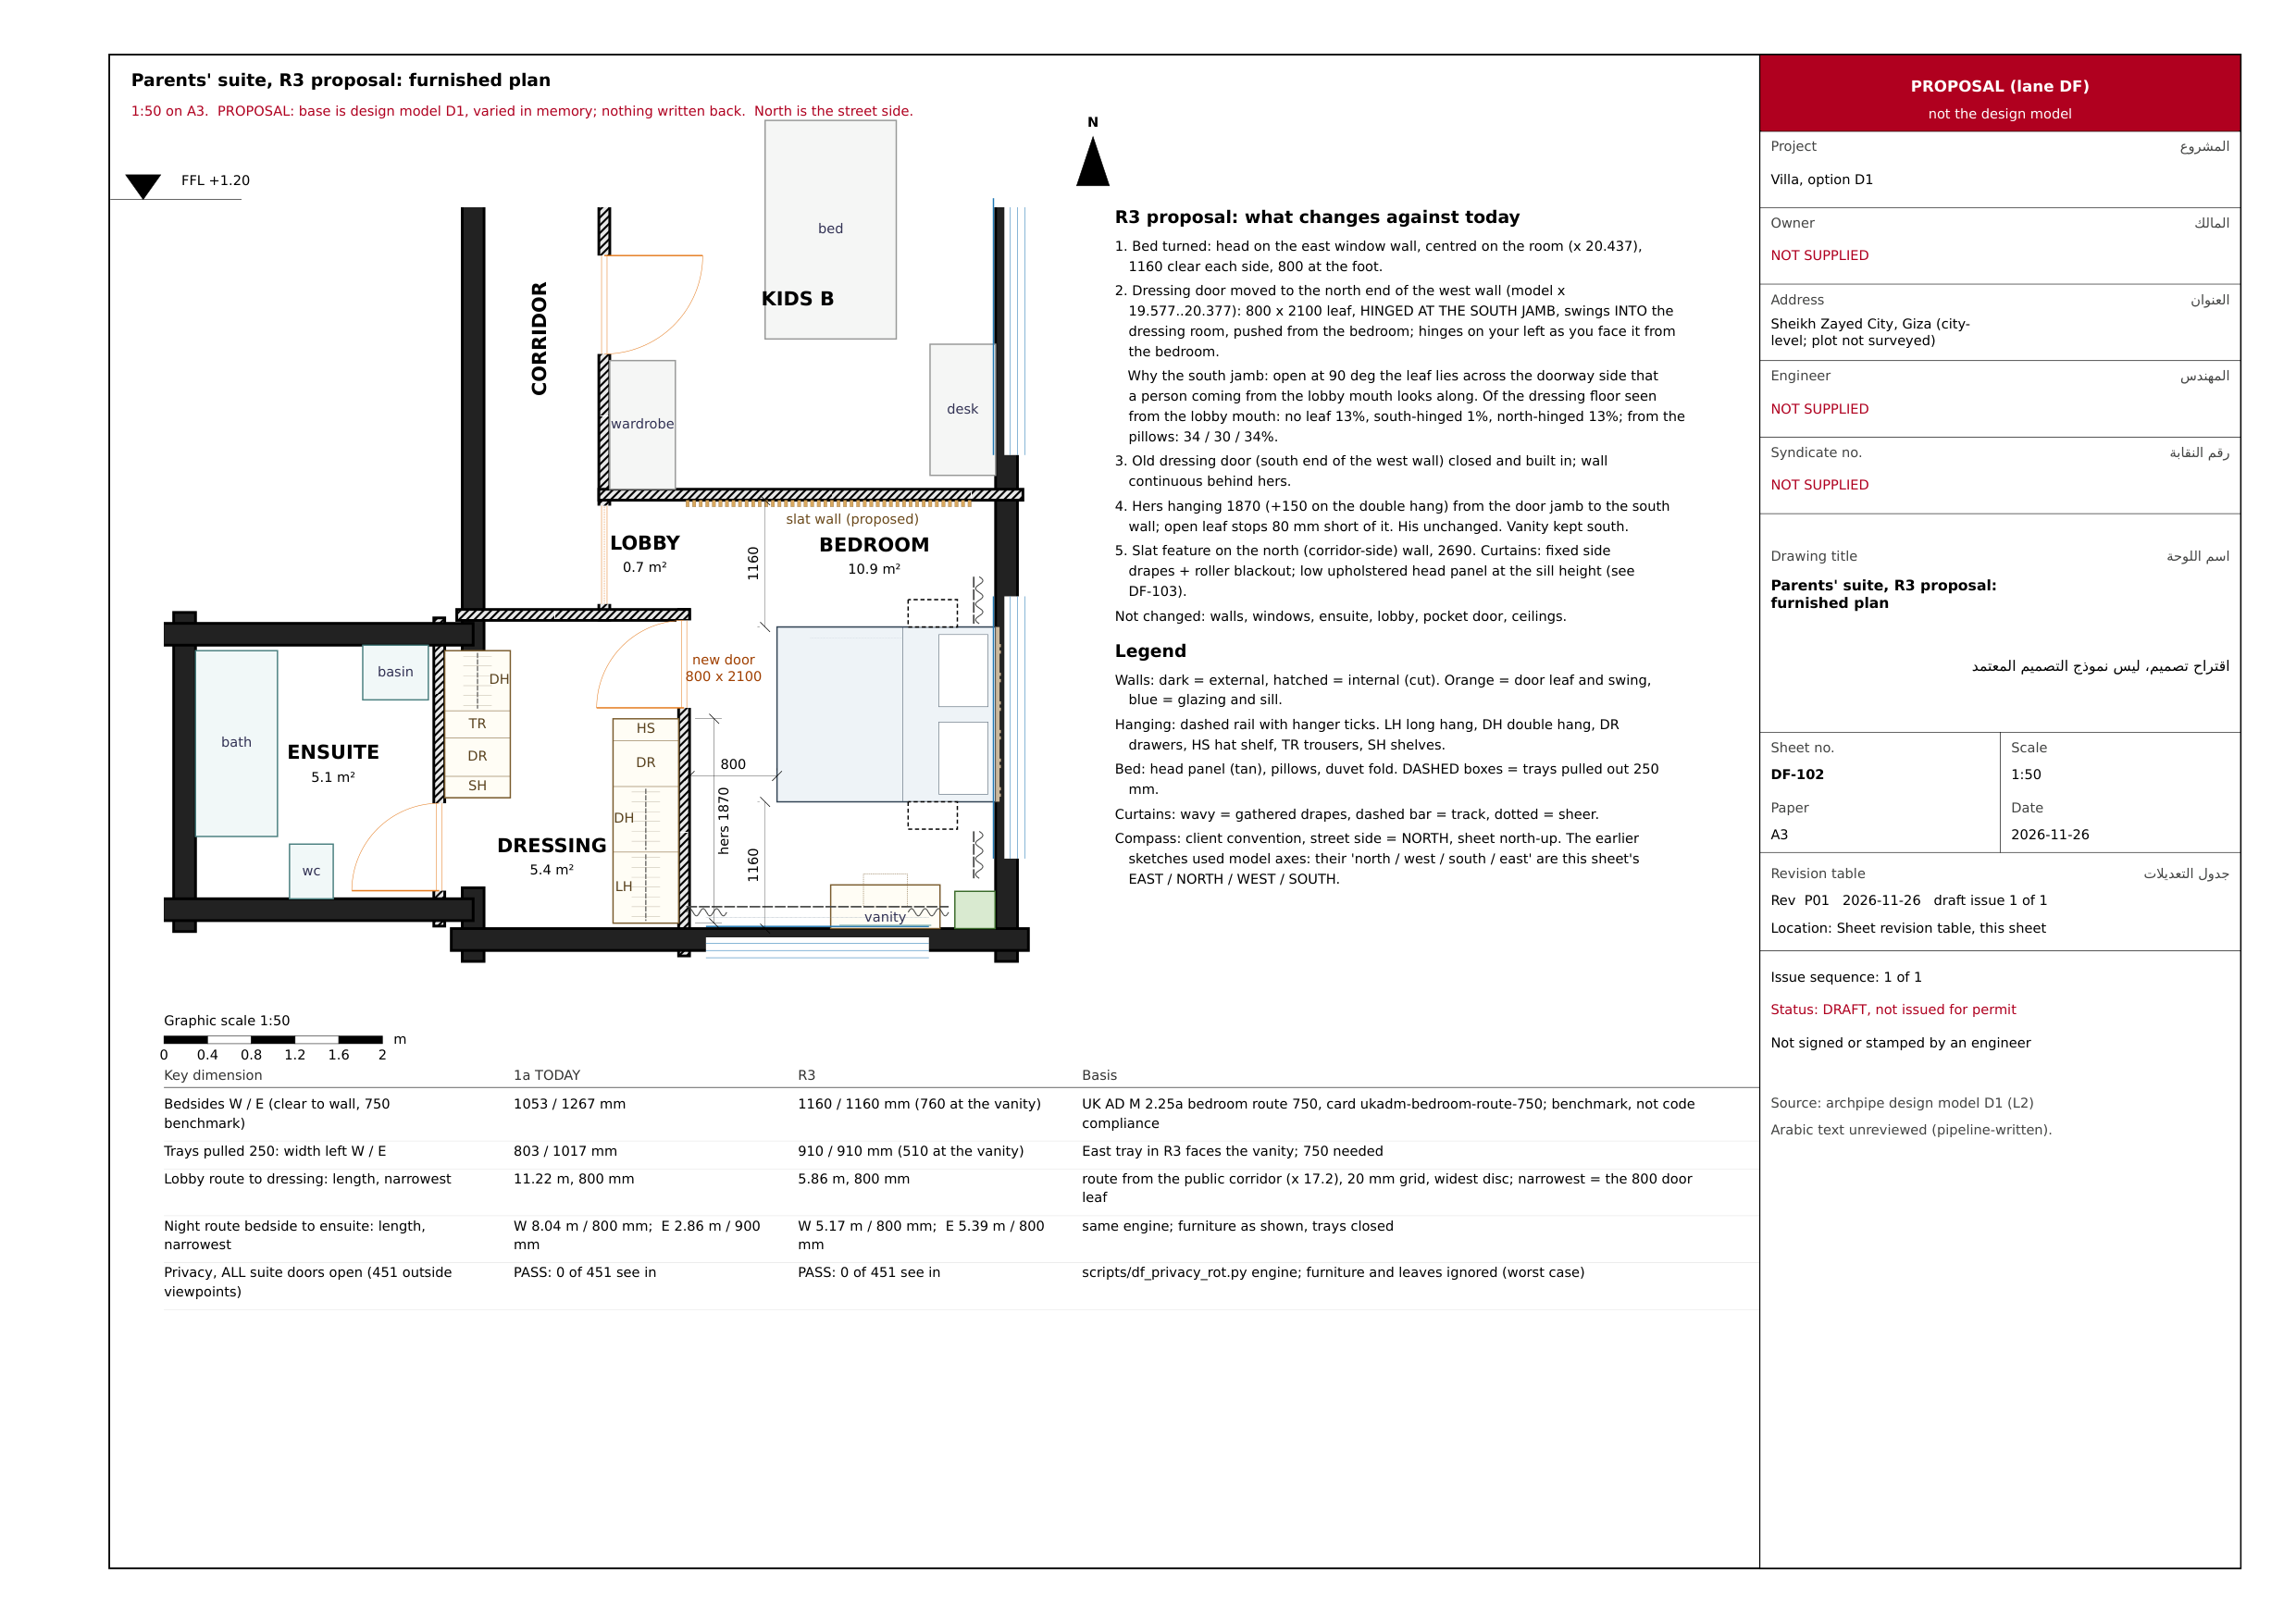 Parents' suite, R3 proposal: furnished plan
1:50 on A3.  PROPOSAL: base is design model D1, varied in memory; nothing written back.  North is the street side.
FFL +1.20
N
bed
KIDS B
CORRIDOR
wardrobe
desk
slat wall (proposed)
LOBBY
0.7 m²
BEDROOM
10.9 m²
1160
new door
800 x 2100
basin
bath
ENSUITE
5.1 m²
wc
DH
TR
DR
SH
HS
DR
DH
LH
800
hers 1870
1160
DRESSING
5.4 m²
vanity
Graphic scale 1:50
m
0 0.4 0.8 1.2 1.6 2
R3 proposal: what changes against today
1. Bed turned: head on the east window wall, centred on the room (x 20.437),
1160 clear each side, 800 at the foot.
2. Dressing door moved to the north end of the west wall (model x
19.577..20.377): 800 x 2100 leaf, HINGED AT THE SOUTH JAMB, swings INTO the
dressing room, pushed from the bedroom; hinges on your left as you face it from
the bedroom.
Why the south jamb: open at 90 deg the leaf lies across the doorway side that
a person coming from the lobby mouth looks along. Of the dressing floor seen
from the lobby mouth: no leaf 13%, south-hinged 1%, north-hinged 13%; from the
pillows: 34 / 30 / 34%.
3. Old dressing door (south end of the west wall) closed and built in; wall
continuous behind hers.
4. Hers hanging 1870 (+150 on the double hang) from the door jamb to the south
wall; open leaf stops 80 mm short of it. His unchanged. Vanity kept south.
5. Slat feature on the north (corridor-side) wall, 2690. Curtains: fixed side
drapes + roller blackout; low upholstered head panel at the sill height (see
DF-103).
Not changed: walls, windows, ensuite, lobby, pocket door, ceilings.
Legend
Walls: dark = external, hatched = internal (cut). Orange = door leaf and swing,
blue = glazing and sill.
Hanging: dashed rail with hanger ticks. LH long hang, DH double hang, DR
drawers, HS hat shelf, TR trousers, SH shelves.
Bed: head panel (tan), pillows, duvet fold. DASHED boxes = trays pulled out 250
mm.
Curtains: wavy = gathered drapes, dashed bar = track, dotted = sheer.
Compass: client convention, street side = NORTH, sheet north-up. The earlier
sketches used model axes: their 'north / west / south / east' are this sheet's
EAST / NORTH / WEST / SOUTH.
Key dimension 1a TODAY R3 Basis
Bedsides W / E (clear to wall, 750
benchmark)
1053 / 1267 mm
1160 / 1160 mm (760 at the vanity)
UK AD M 2.25a bedroom route 750, card ukadm-bedroom-route-750; benchmark, not code
compliance
Trays pulled 250: width left W / E
803 / 1017 mm
910 / 910 mm (510 at the vanity)
East tray in R3 faces the vanity; 750 needed
Lobby route to dressing: length, narrowest
11.22 m, 800 mm
5.86 m, 800 mm
route from the public corridor (x 17.2), 20 mm grid, widest disc; narrowest = the 800 door
leaf
Night route bedside to ensuite: length,
narrowest
W 8.04 m / 800 mm;  E 2.86 m / 900
mm
W 5.17 m / 800 mm;  E 5.39 m / 800
mm
same engine; furniture as shown, trays closed
Privacy, ALL suite doors open (451 outside
viewpoints)
PASS: 0 of 451 see in
PASS: 0 of 451 see in
scripts/df_privacy_rot.py engine; furniture and leaves ignored (worst case)
PROPOSAL (lane DF)
not the design model
Project المشروع
Villa, option D1
Owner المالك
NOT SUPPLIED
Address العنوان
Sheikh Zayed City, Giza (city-
level; plot not surveyed)
Engineer المهندس
NOT SUPPLIED
Syndicate no. رقم النقابة
NOT SUPPLIED
Drawing title اسم اللوحة
Parents' suite, R3 proposal:
furnished plan
اقتراح تصميم، ليس نموذج التصميم المعتمد
Sheet no. Scale
DF-102 1:50
Paper Date
A3 2026-11-26
Revision table جدول التعديلات
Rev  P01   2026-11-26   draft issue 1 of 1
Location: Sheet revision table, this sheet
Issue sequence: 1 of 1
Status: DRAFT, not issued for permit
Not signed or stamped by an engineer
Source: archpipe design model D1 (L2)
Arabic text unreviewed (pipeline-written).